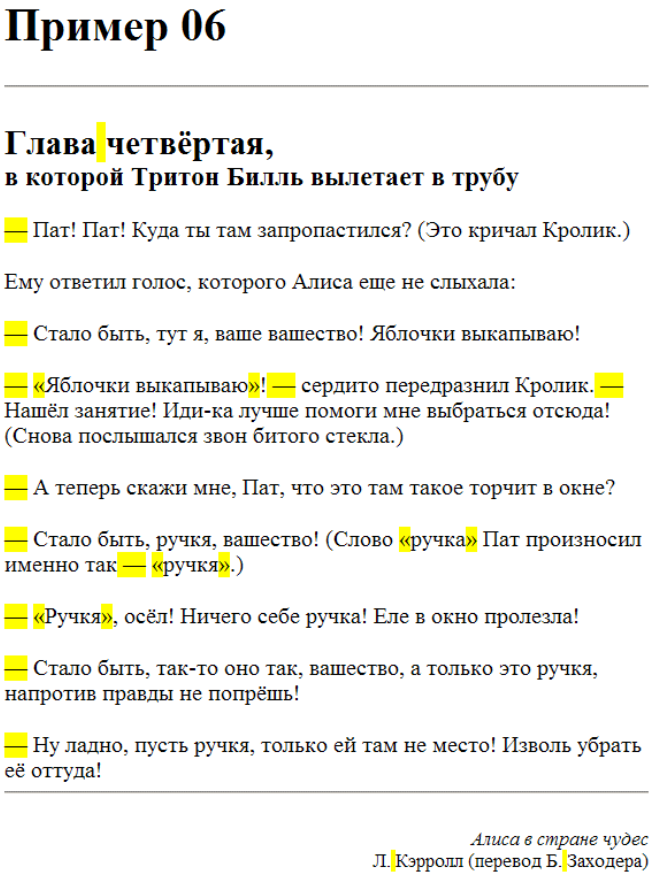 Пример 06
Глава четвёртая,
в которой Тритон Билль вылетает в трубу
— Пат! Пат! Куда ты там запропастился? (Это кричал Кролик.)
Ему ответил голос, которого Алиса еще не слыхала:
— Стало быть, тут я, ваше вашество! Яблочки выкапываю!
— «Яблочки выкапываю»! — сердито передразнил Кролик. —
Нашёл занятие! Иди-ка лучше помоги мне выбраться отсюда!
(Снова послышался звон битого стекла.)
— А теперь скажи мне, Пат, что это там такое торчит в окне?
— Стало быть, ручкя, вашество! (Слово «ручка» Пат произносил
именно так — «ручкя».)
— «Ручкя», осёл! Ничего себе ручка! Еле в окно пролезла!
— Стало быть, так-то оно так, вашество, а только это ручкя,
напротив правды не попрёшь!
— Ну ладно, пусть ручкя, только ей там не место! Изволь убрать
её оттуда!
Алиса в стране чудес
Л. Кэрролл (перевод Б. Заходера)